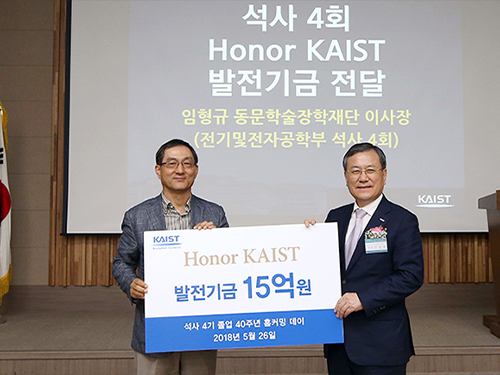 석사 4회
Honor KAIST
발전기금 전달
임형규 동문학술장학재단 이사장
(전기및전자공학부 석사 4회)
KAIST
KAIST
Honor KAIST
발전기금 15억원
석사 4기 졸업 40주년 홈커밍 데이
2018년 5월 26일